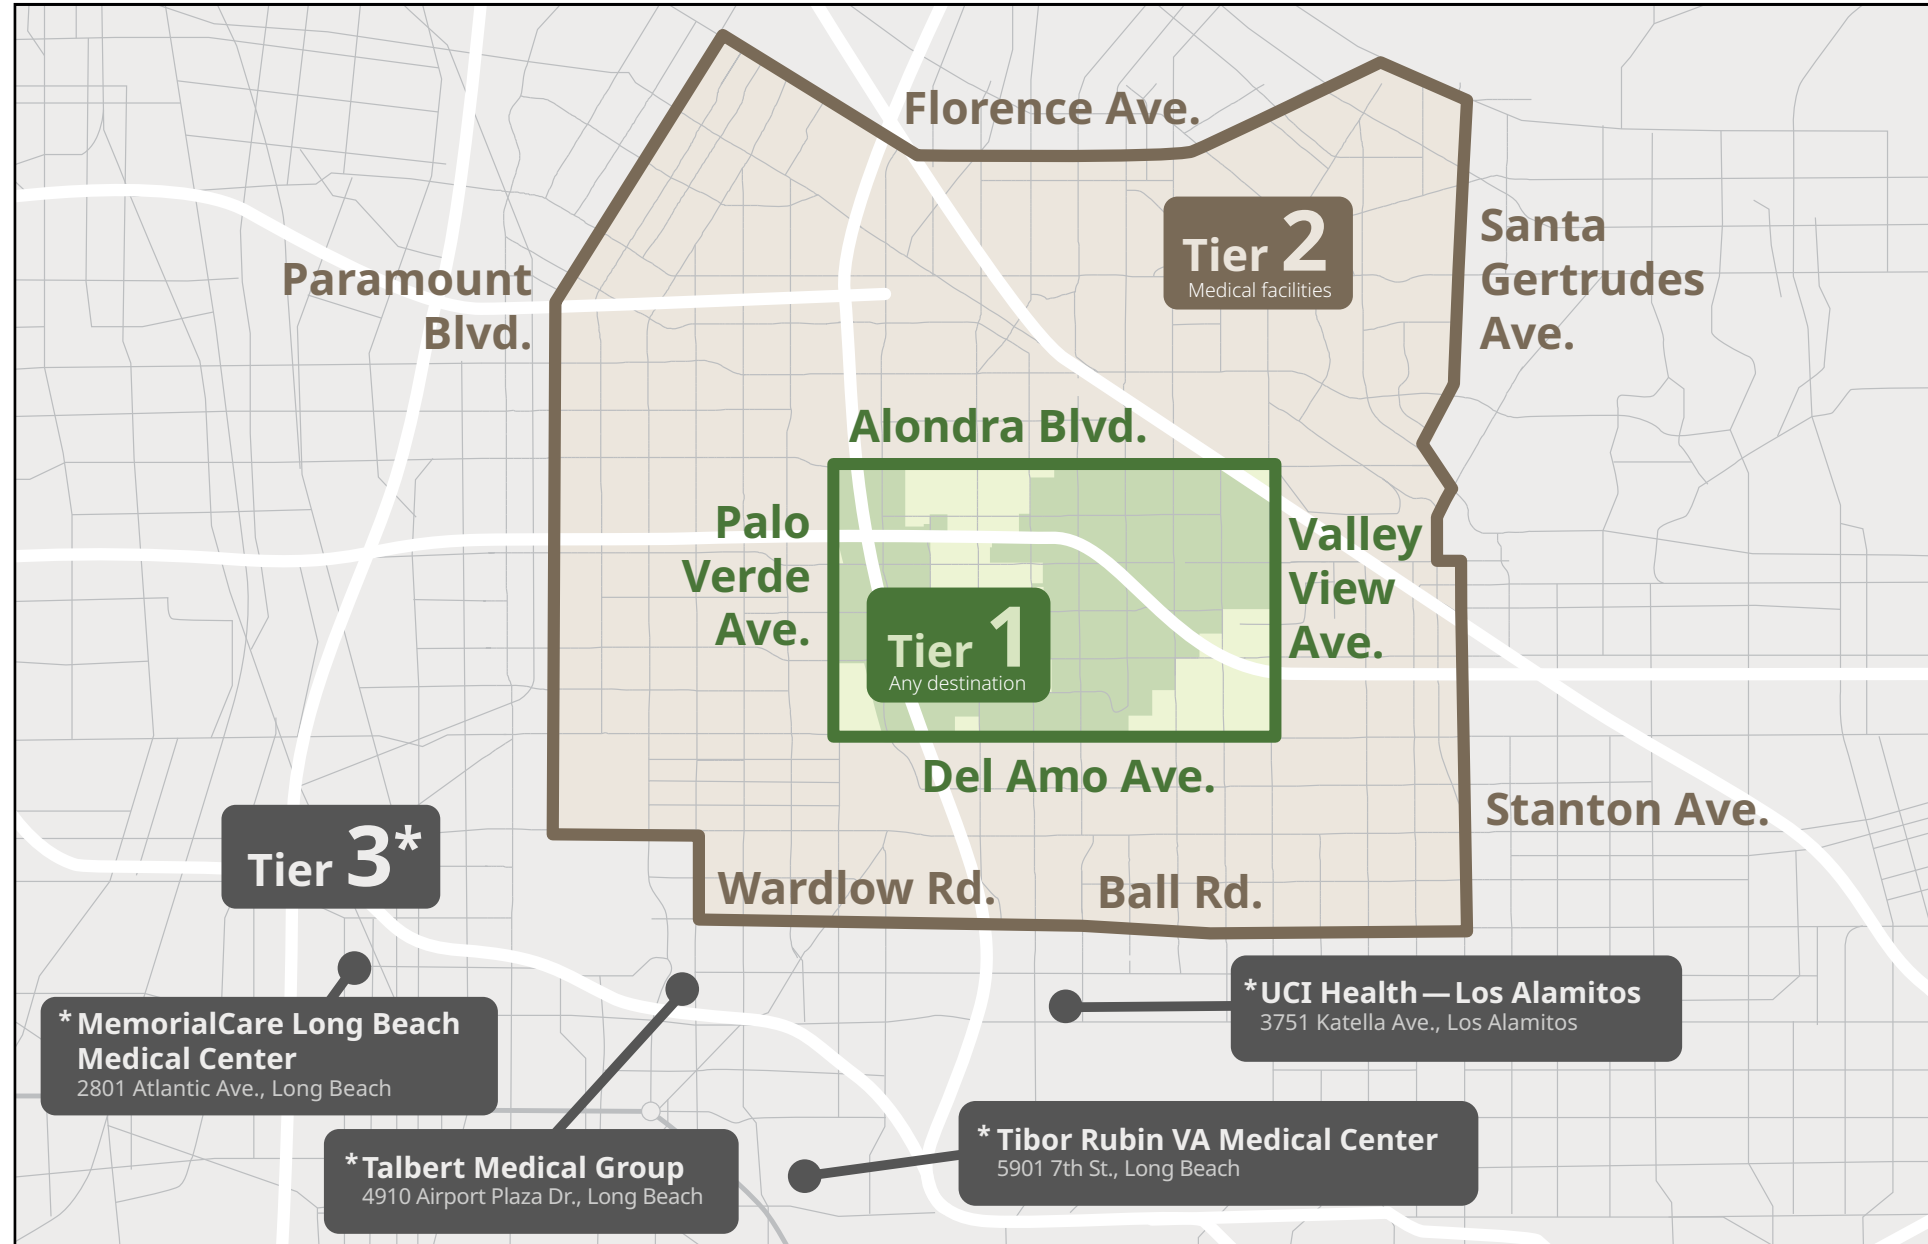 Florence Ave.
Tier 2
Medical facilities
Santa
Gertrudes
Ave.
Paramount
Blvd.
Alondra Blvd.
Palo
Verde
Ave.
Valley
View
Ave.
Tier 1
Any destination
Del Amo Ave.
Stanton Ave.
Tier 3*
Wardlow Rd.
Ball Rd.
*UCI Health—Los Alamitos
3751 Katella Ave., Los Alamitos
*MemorialCare Long Beach
Medical Center
2801 Atlantic Ave., Long Beach
*Tibor Rubin VA Medical Center
5901 7th St., Long Beach
*Talbert Medical Group
4910 Airport Plaza Dr., Long Beach